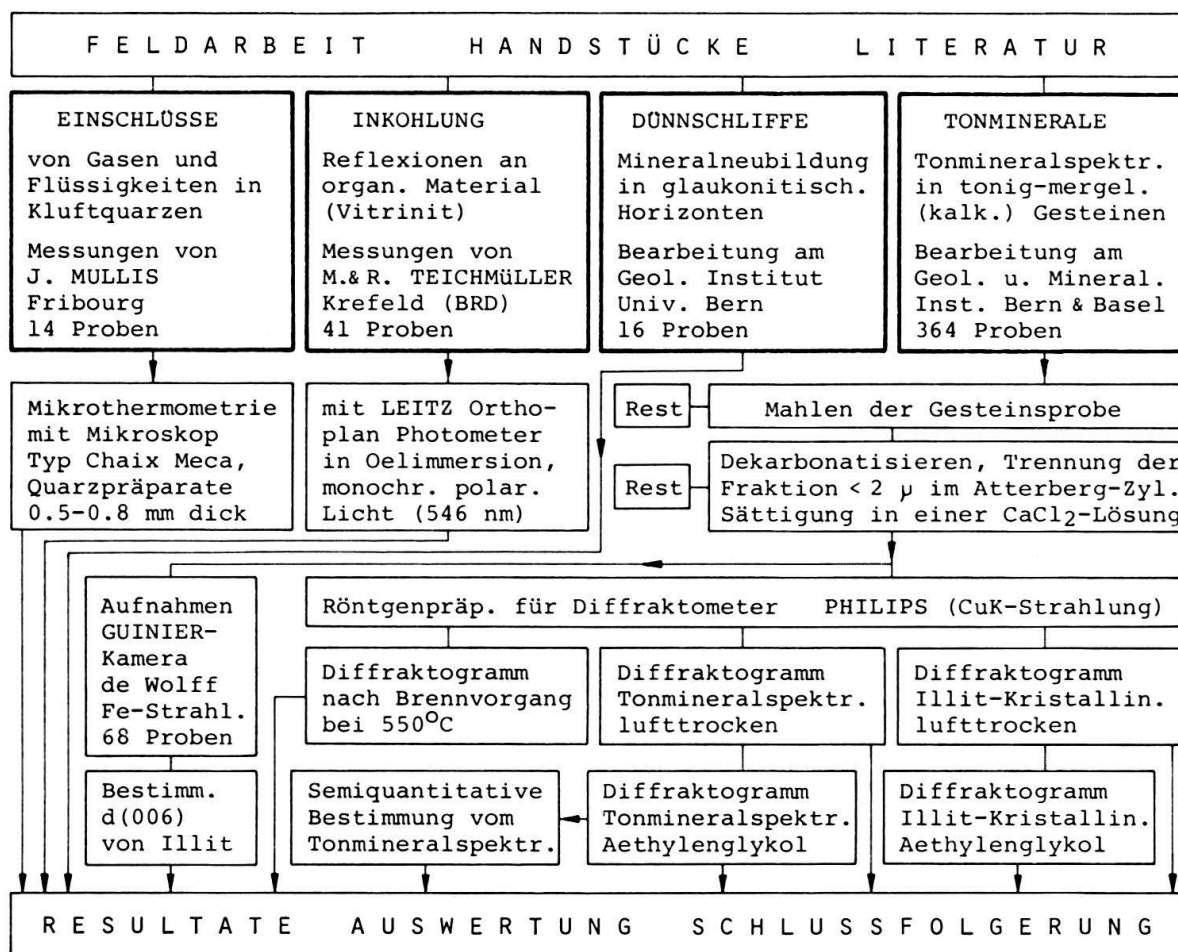 FELDARBEIT HANDSTÜCKE LITERATUR
EINSCHLÜSSE
von Gasen und
Flüssigkeiten in
Kluftquarzen
Messungen von
J. MULLIS
Fribourg
14 Proben
INKOHLUNG
Reflexionen an
organ. Material
(Vitrinit)
Messungen von
M.& R. TEICHMüLLER
Krefeld (BRD)
41 Proben
DÜNNSCHLIFFE
Mineralneubildung
in glaukonitisch.
Horizonten
Bearbeitung am
Geol. Institut
Univ. Bern
16 Proben
TONMINERALE
Tonmineralspektr.
in tonig-mergel.
(kalk.) Gesteinen
Bearbeitung am
Geol. u. Mineral.
Inst. Bern & Basel
364 Proben
Mikrothermometrie
mit Mikroskop
Typ Chaix Meca,
Quarzpräparate
0.5-0.8 mm dick
mit LEITZ Ortho-
plan Photometer
in Oelimmersion,
monochr. polar.
Licht (546 nm)
Rest
Mahlen der Gesteinsprobe
Rest
Dekarbonatisieren, Trennung der
Fraktion < 2 µ im Atterberg-Zyl.
Sättigung in einer CaCl2-Lösung
Aufnahmen
GUINIER-
Kamera
de Wolff
Fe-Strahl.
68 Proben
Röntgenpräp. für Diffraktometer PHILIPS (CuK-Strahlung)
Diffraktogramm
nach Brennvorgang
bei 550°C
Diffraktogramm
Tonmineralspektr.
lufttrocken
Diffraktogramm
Illit-Kristallin.
lufttrocken
Bestimm.
d(006)
von Illit
Semiquantitative
Bestimmung vom
Tonmineralspektr.
Diffraktogramm
Tonmineralspektr.
Aethylenglykol
Diffraktogramm
Illit-Kristallin.
Aethylenglykol
RESULTATE AUSWERTUNG SCHLUSSFOLGERUNG